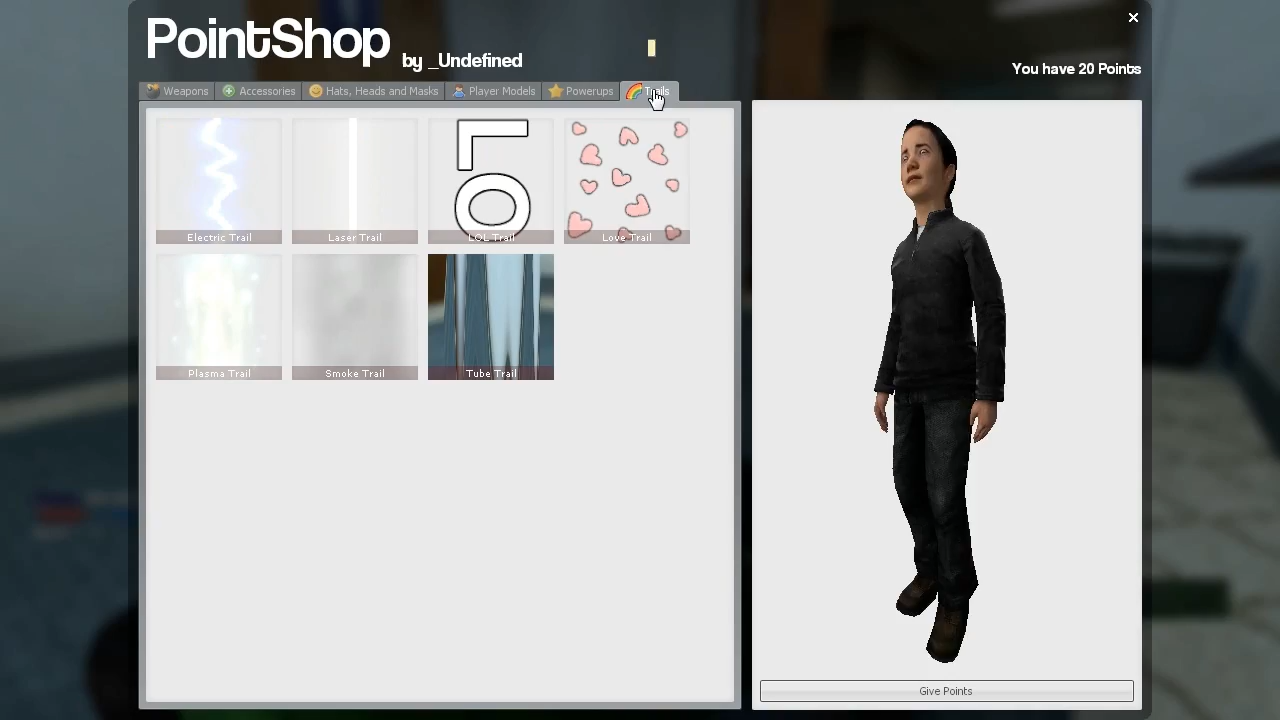 PointShop by _Undefined
You have 20 Points
Weapons Accessories Hats, Heads and Masks Player Models Powerups Trails
LO
Electric Trail Laser Trail LOL Trail Love Trail
Plasma Trail Smoke Trail Tube Trail
Give Points